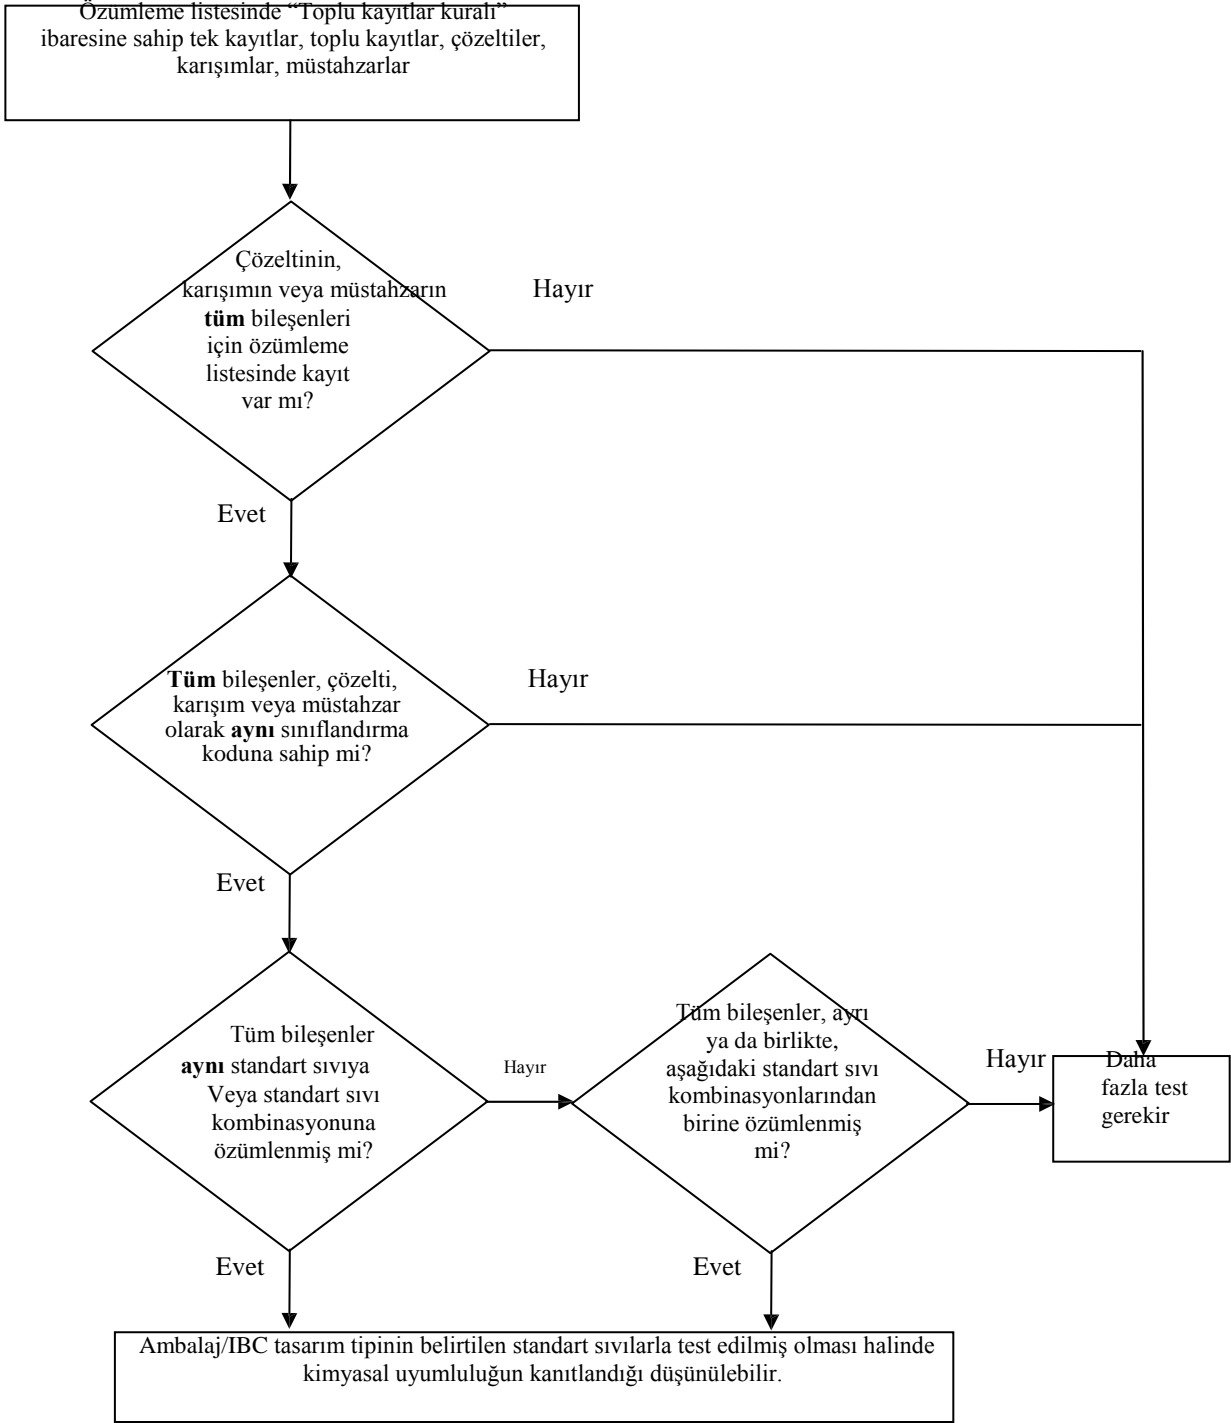 Özümleme listesinde “Toplu kayıtlar kuralı”
ibaresine sahip tek kayıtlar, toplu kayıtlar, çözeltiler,
karışımlar, müstahzarlar
Çözeltinin,
karışımın veya müstahzarın
tüm bileşenleri
için özümleme
listesinde kayıt
var mı?
Hayır
Evet
Tüm bileşenler, çözelti,
karışım veya müstahzar
olarak aynı sınıflandırma
koduna sahip mi?
Hayır
Evet
Tüm bileşenler
aynı standart sıvıya
Veya standart sıvı
kombinasyonuna
özümlenmiş mi?
Hayır
Tüm bileşenler, ayrı
ya da birlikte,
aşağıdaki standart sıvı
kombinasyonlarından
birine özümlenmiş
mi?
Hayır
Daha
fazla test
gerekir
Evet
Evet
Ambalaj/IBC tasarım tipinin belirtilen standart sıvılarla test edilmiş olması halinde
kimyasal uyumluluğun kanıtlandığı düşünülebilir.